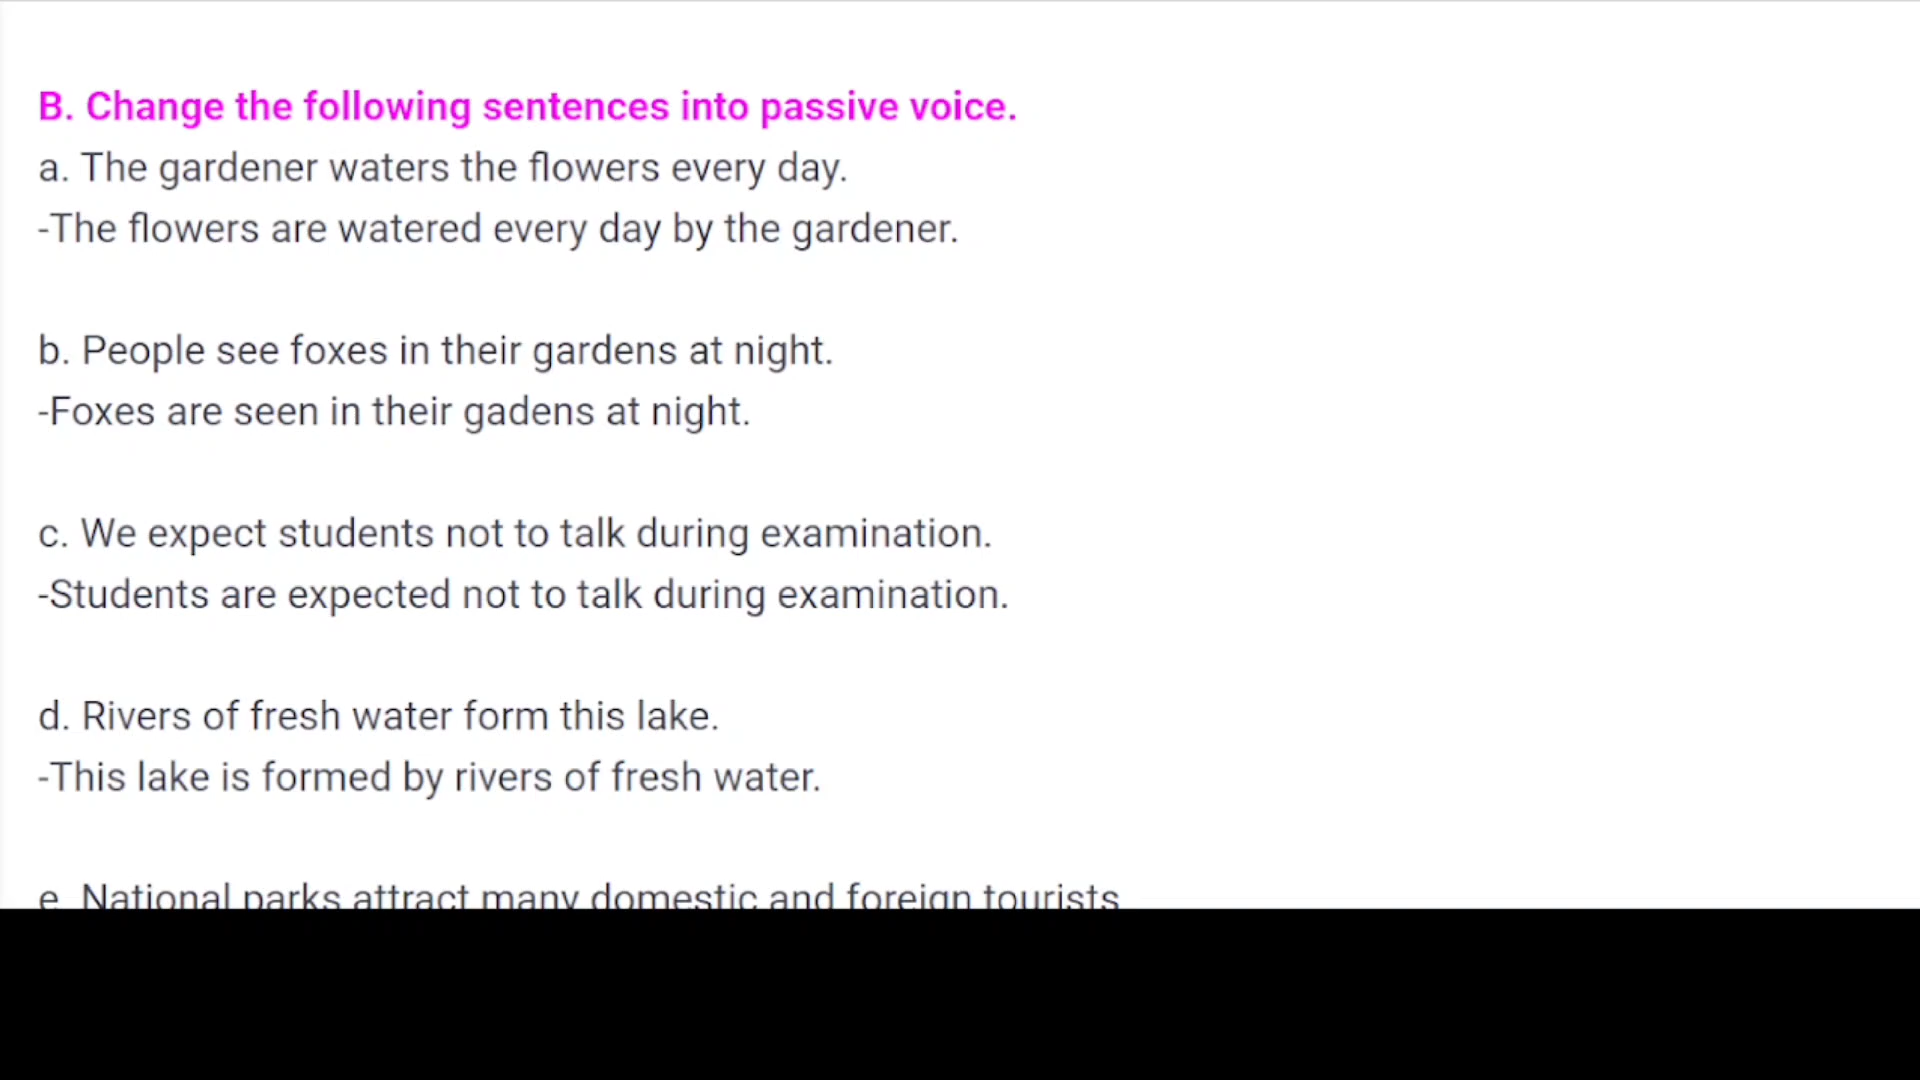 B. Change the following sentences into passive voice.
a. The gardener waters the flowers every day.
-The flowers are watered every day by the gardener.
b. People see foxes in their gardens at night.
-Foxes are seen in their gadens at night.
c. We expect students not to talk during examination.
-Students are expected not to talk during examination.
d. Rivers of fresh water form this lake.
-This lake is formed by rivers of fresh water.
e. National parks attract many domestic and foreign tourists